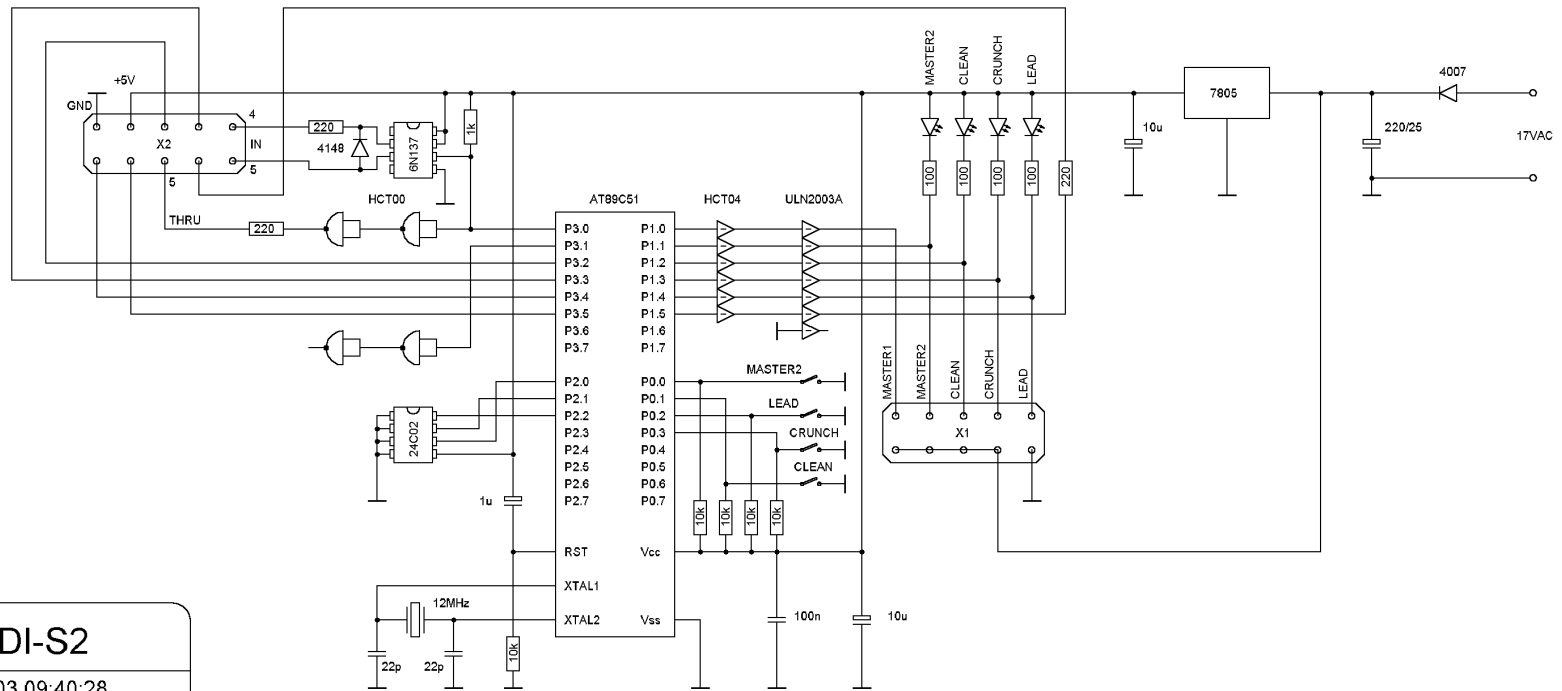 MASTER2
CLEAN
CRUNCH
LEAD
+5V
GND
4
X2
IN
5
5
220
4148
6N137
1k
10u
7805
4007
220/25
17VAC
100
100
100
100
220
HCT00
THRU
220
AT89C51
HCT04
ULN2003A
P3.0
P3.1
P3.2
P3.3
P3.4
P3.5
P3.6
P3.7
P2.0
P2.1
P2.2
P2.3
P2.4
P2.5
P2.6
P2.7
RST
XTAL1
XTAL2
P1.0
P1.1
P1.2
P1.3
P1.4
P1.5
P1.6
P1.7
P0.0
P0.1
P0.2
P0.3
P0.4
P0.5
P0.6
P0.7
Vcc
Vss
MASTER2
LEAD
CRUNCH
CLEAN
MASTER1
MASTER2
CLEAN
CRUNCH
LEAD
X1
24C02
1u
10k
10k
10k
10k
12MHz
22p
22p
10k
100n
10u
DI-S2
03 09:40:28